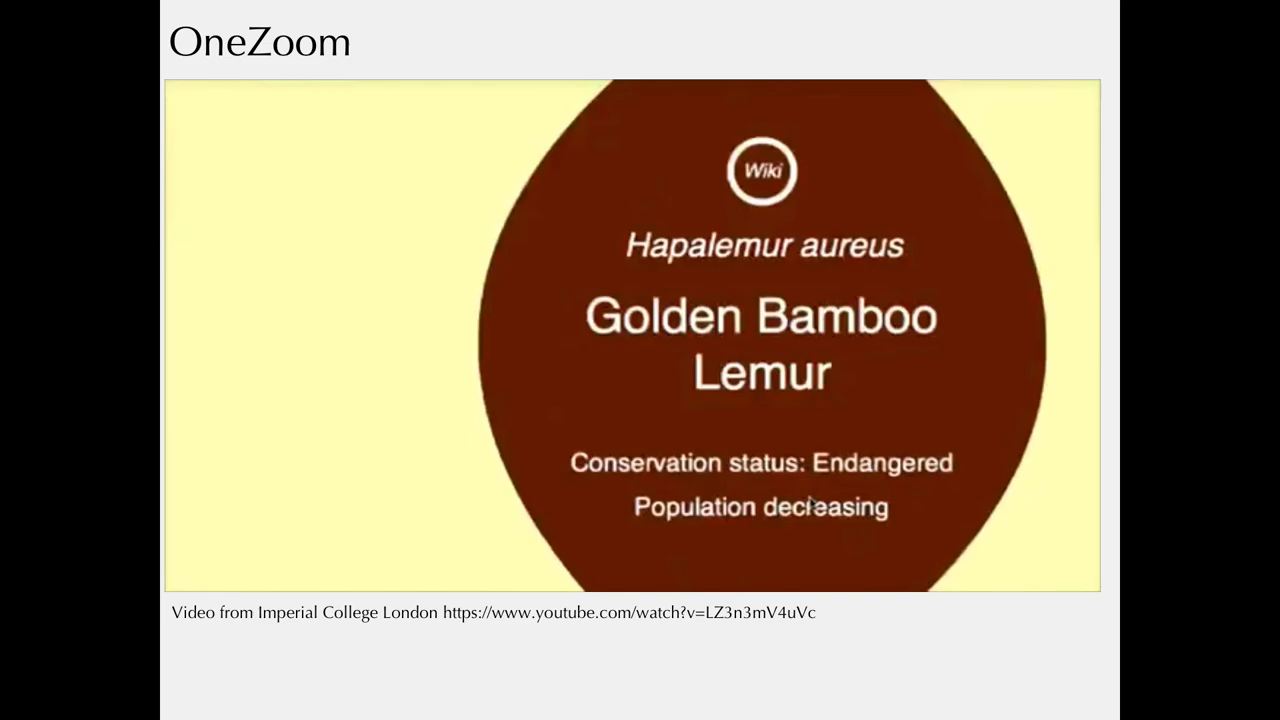 OneZoom
Wiki
Hapalemur aureus
Golden Bamboo
Lemur
Conservation status: Endangered
Population decreasing
Video from Imperial College London https://www.youtube.com/watch?v=LZ3n3mV4uVc